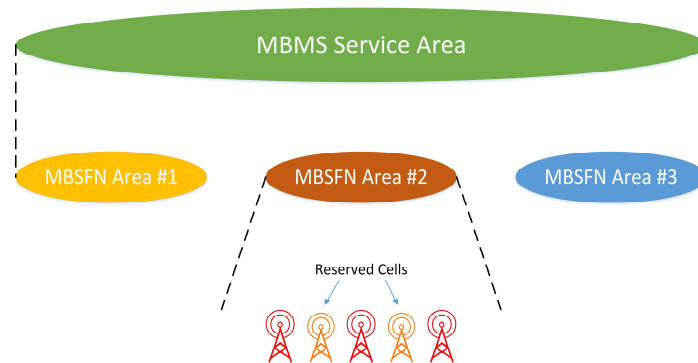 MBMS Service Area
MBSFN Area #1
MBSFN Area #2
MBSFN Area #3
Reserved Cells